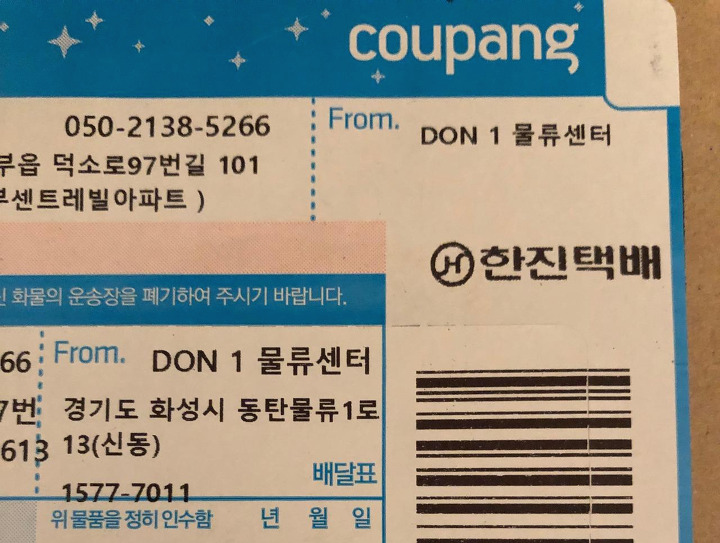 coupang
050-2138-5266
From.
DON 1 물류센터
부읍 덕소로97번길 101
센트레빌아파트 )
한진택배
화물의 운송장을 폐기하여 주시기 바랍니다.
66
From.
DON 1 물류센터
7번
경기도 화성시 동탄물류1로
613
13(신동)
배달표
1577-7011
위 물품을 정히 인수함 년 월 일